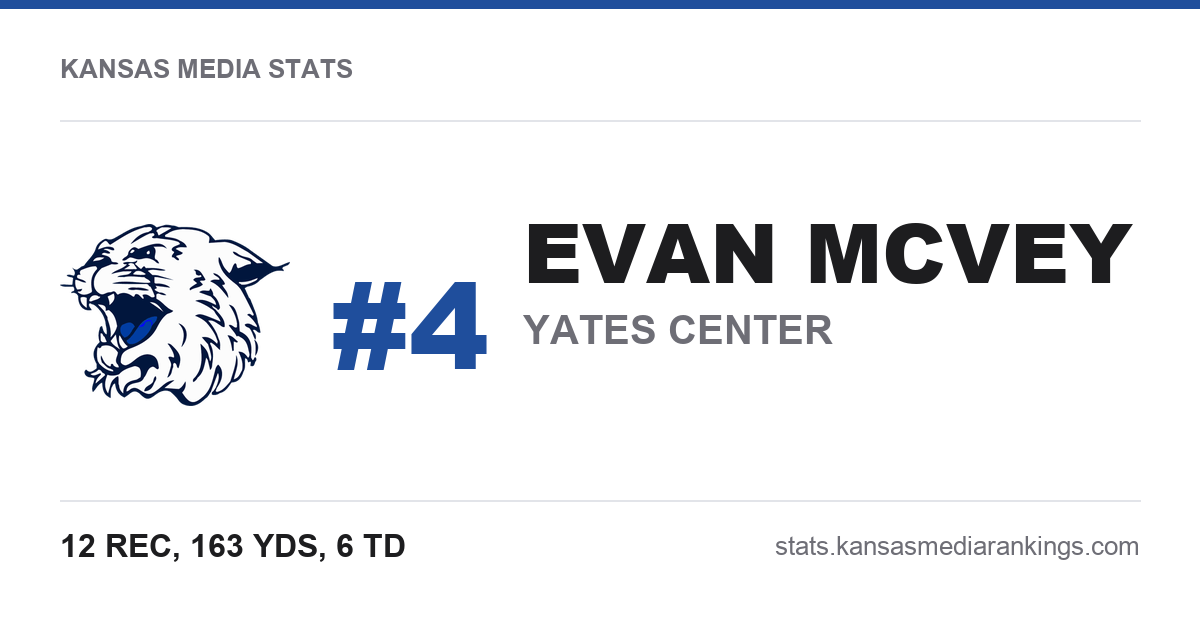 KANSAS MEDIA STATS
#4
EVAN MCVEY
YATES CENTER
12 REC, 163 YDS, 6 TD
stats.kansasmediarankings.com